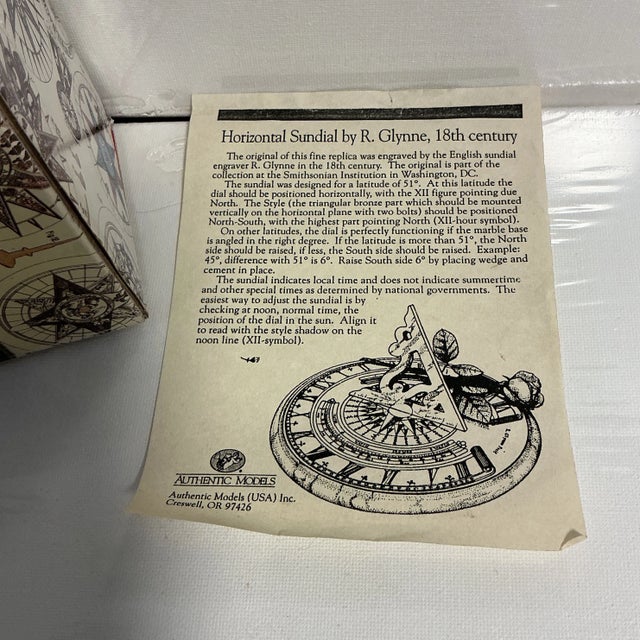 Horizontal Sundial by R. Glynne, 18th century
The original of this fine replica was engraved by the English sundial
engraver R. Glynne in the 18th century. The original is part of the
collection at the Smithsonian Institution in Washington, DC.
The sundial was designed for a latitude of 51°. At this latitude the
dial should be positioned horizontally, with the XII figure pointing due
North. The Style (the triangular bronze part which should be mounted
vertically on the horizontal plane with two bolts) should be positioned
North-South, with the highest part pointing North (XII-hour symbol).
On other latitudes, the dial is perfectly functioning if the marble base
is angled in the right degree. If the latitude is more than 51°, the North
side should be raised, if less, the South side should be raised. Example:
45°, difference with 51° is 6°. Raise South side 6° by placing wedge and
cement in place.
The sundial indicates local time and does not indicate summertime
and other special times as determined by national governments. The
easiest way to adjust the sundial is by
checking at noon, normal time, the
position of the dial in the sun. Align it
to read with the style shadow on the
noon line (XII-symbol).
AUTHENTIC MODELS
Authentic Models (USA) Inc.
Creswell, OR 97426